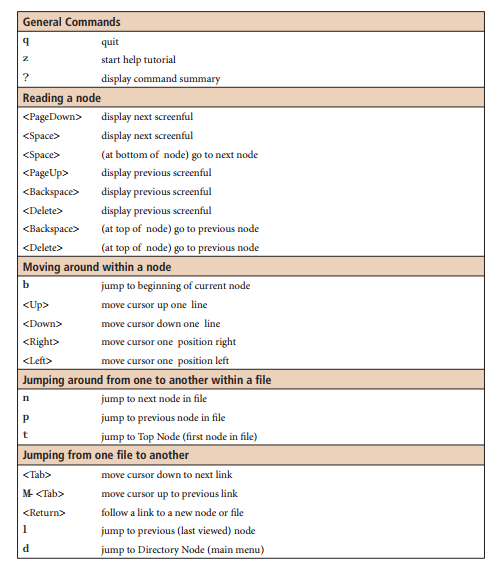 General Commands
q quit
z start help tutorial
? display command summary
Reading a node
<PageDown> display next screenful
<Space> display next screenful
<Space> (at bottom of node) go to next node
<PageUp> display previous screenful
<Backspace> display previous screenful
<Delete> display previous screenful
<Backspace> (at top of node) go to previous node
<Delete> (at top of node) go to previous node
Moving around within a node
b jump to beginning of current node
<Up> move cursor up one line
<Down> move cursor down one line
<Right> move cursor one position right
<Left> move cursor one position left
Jumping around from one to another within a file
n jump to next node in file
p jump to previous node in file
t jump to Top Node (first node in file)
Jumping from one file to another
<Tab> move cursor down to next link
M-<Tab> move cursor up to previous link
<Return> follow a link to a new node or file
l jump to previous (last viewed) node
d jump to Directory Node (main menu)